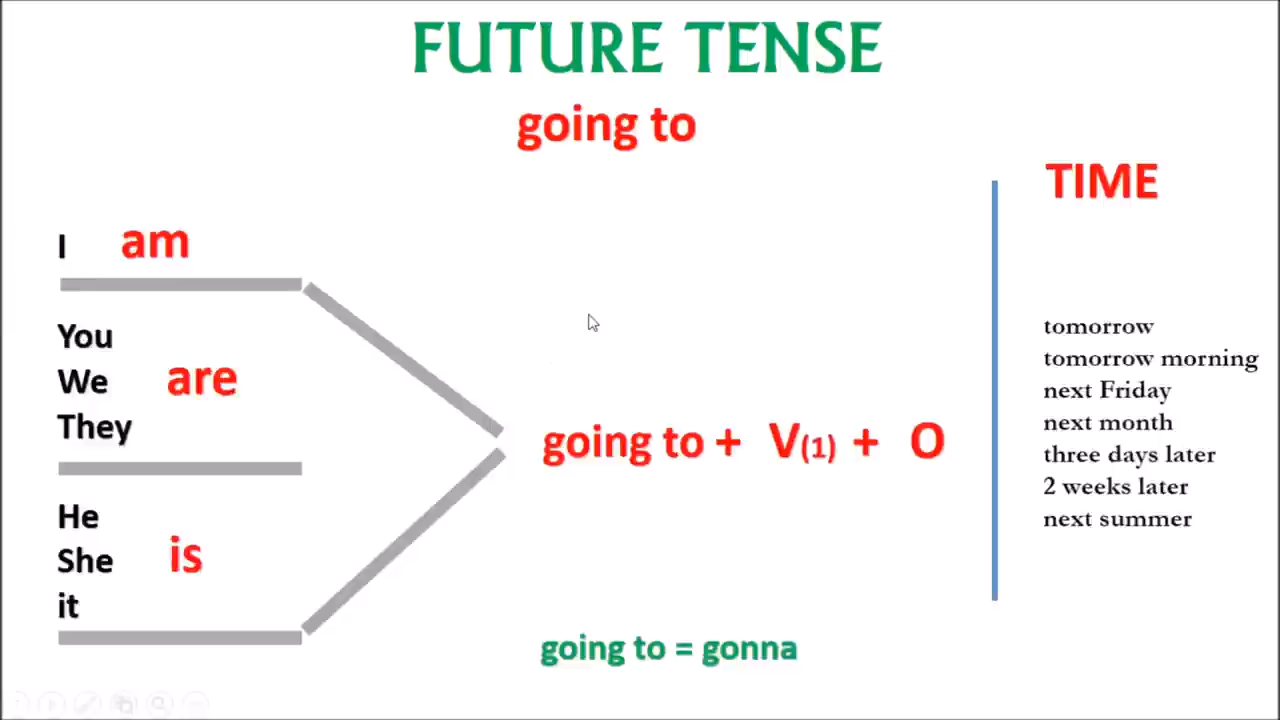 FUTURE TENSE
going to
TIME
I am
You
We are
They
He
She is
it
going to + V(1) + O
tomorrow
tomorrow morning
next Friday
next month
three days later
2 weeks later
next summer
going to = gonna